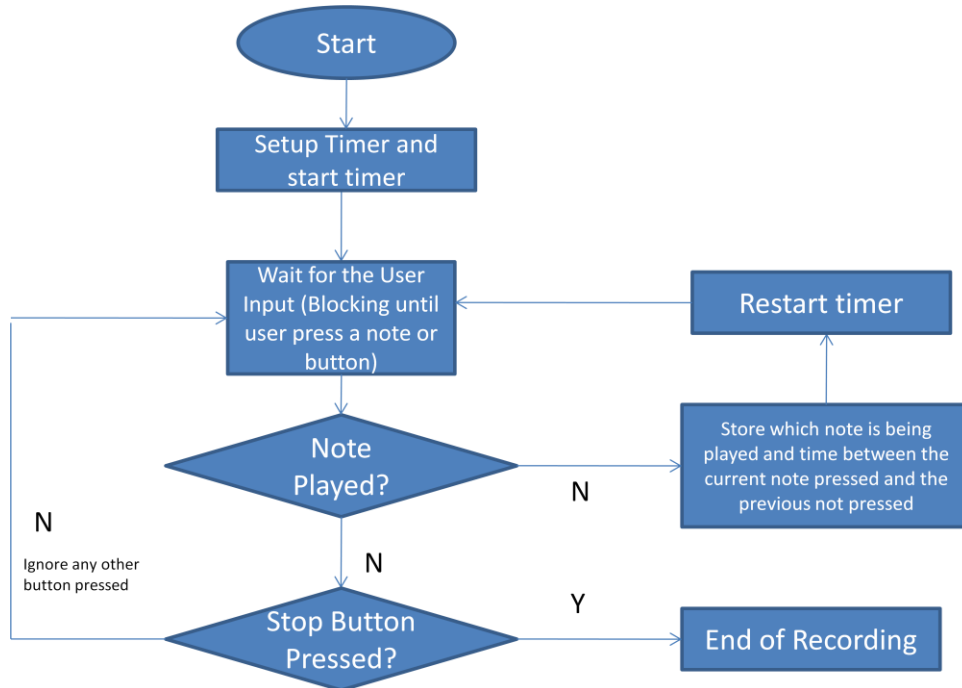 Start
Setup Timer and
start timer
Wait for the User
Input (Blocking until
user press a note or
button)
Restart timer
Note
Played?
N
Store which note is being
played and time between the
current note pressed and the
previous not pressed
N
Ignore any other
button pressed
N
Stop Button
Pressed?
Y
End of Recording